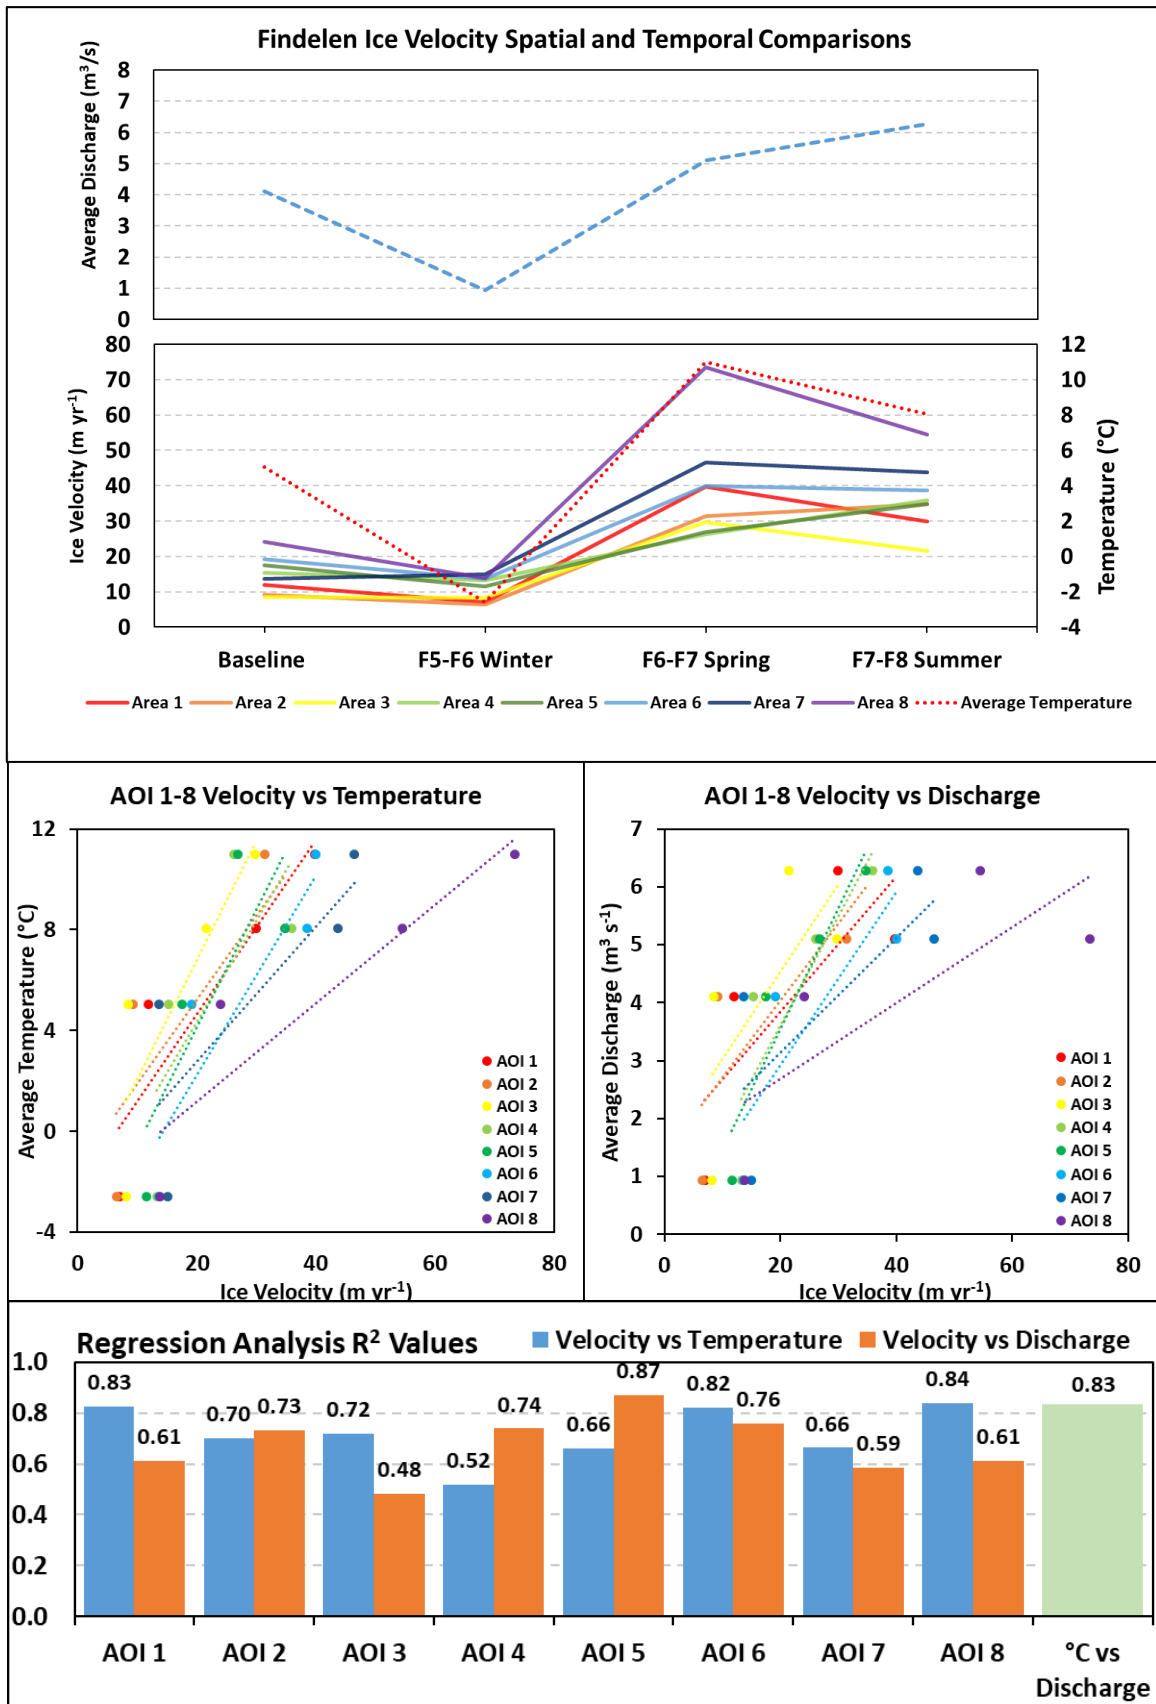 Findelen Ice Velocity Spatial and Temporal Comparisons
Average Discharge (m³/s)
8
7
6
5
4
3
2
1
0
Ice Velocity (m yr⁻¹)
80
70
60
50
40
30
20
10
0
12
10
8
6
4
2
0
-2
-4
Temperature (°C)
Baseline F5-F6 Winter F6-F7 Spring F7-F8 Summer
Area 1 Area 2 Area 3 Area 4 Area 5 Area 6 Area 7 Area 8 Average Temperature
AOI 1-8 Velocity vs Temperature
Average Temperature (°C)
12
8
4
0
-4
AOI 1
AOI 2
AOI 3
AOI 4
AOI 5
AOI 6
AOI 7
AOI 8
0 20 40 60 80
Ice Velocity (m yr⁻¹)
AOI 1-8 Velocity vs Discharge
Average Discharge (m³ s⁻¹)
7
6
5
4
3
2
1
0
AOI 1
AOI 2
AOI 3
AOI 4
AOI 5
AOI 6
AOI 7
AOI 8
0 20 40 60 80
Ice Velocity (m yr⁻¹)
Regression Analysis R² Values Velocity vs Temperature Velocity vs Discharge
1.0
0.8
0.6
0.4
0.2
0.0
0.83 0.61 0.70 0.73 0.72 0.48 0.52 0.74 0.66 0.87 0.82 0.76 0.66 0.59 0.84 0.61 0.83
AOI 1 AOI 2 AOI 3 AOI 4 AOI 5 AOI 6 AOI 7 AOI 8 °C vs
Discharge